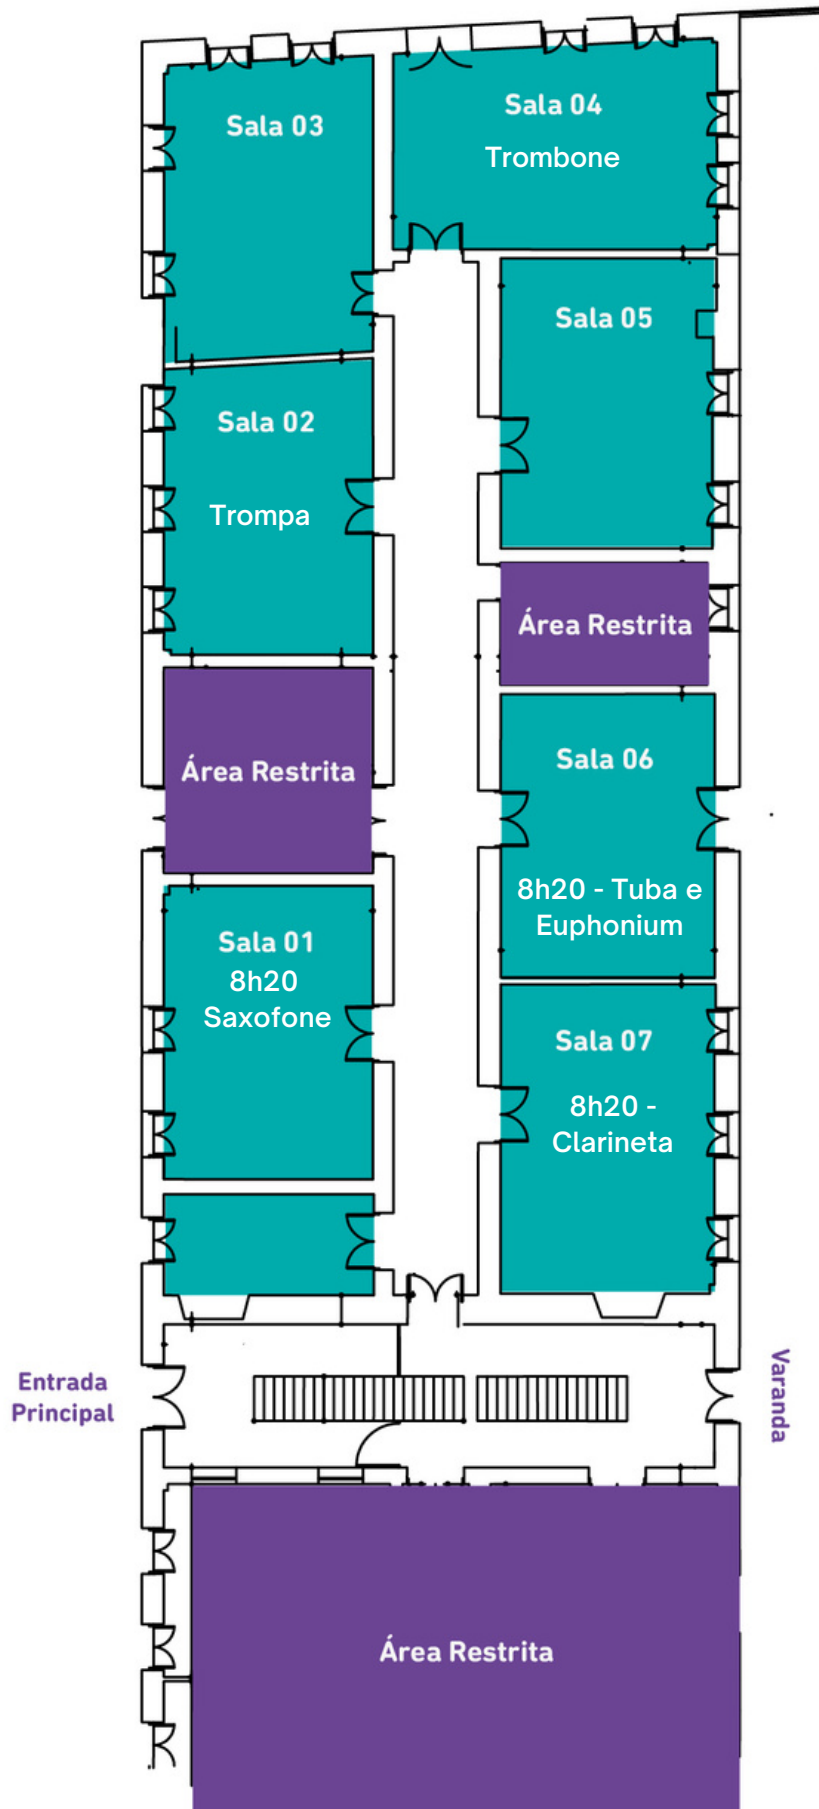 Sala 03
Sala 04
Trombone
Sala 05
Sala 02
Trompa
Área Restrita
Área Restrita
Sala 06
8h20 - Tuba e
Euphonium
Sala 01
8h20
Saxofone
Sala 07
8h20 -
Clarineta
Entrada
Principal
Varanda
Área Restrita